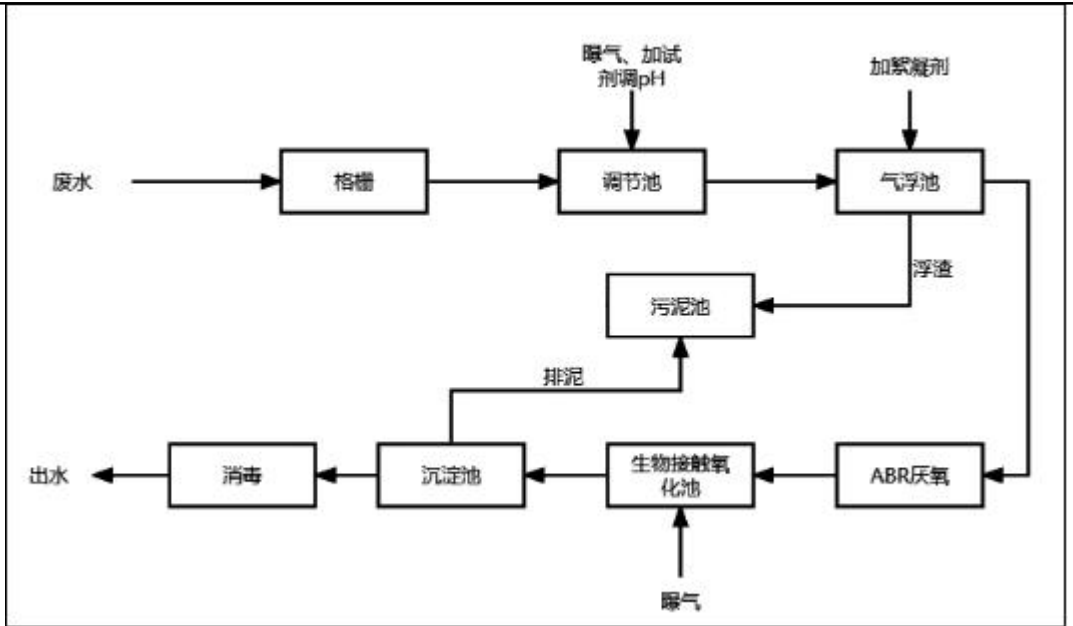 曝气、加试
剂调pH
加絮凝剂
废水
格栅
调节池
气浮池
浮渣
污泥池
排泥
出水
消毒
沉淀池
生物接触氧
化池
ABR厌氧
曝气